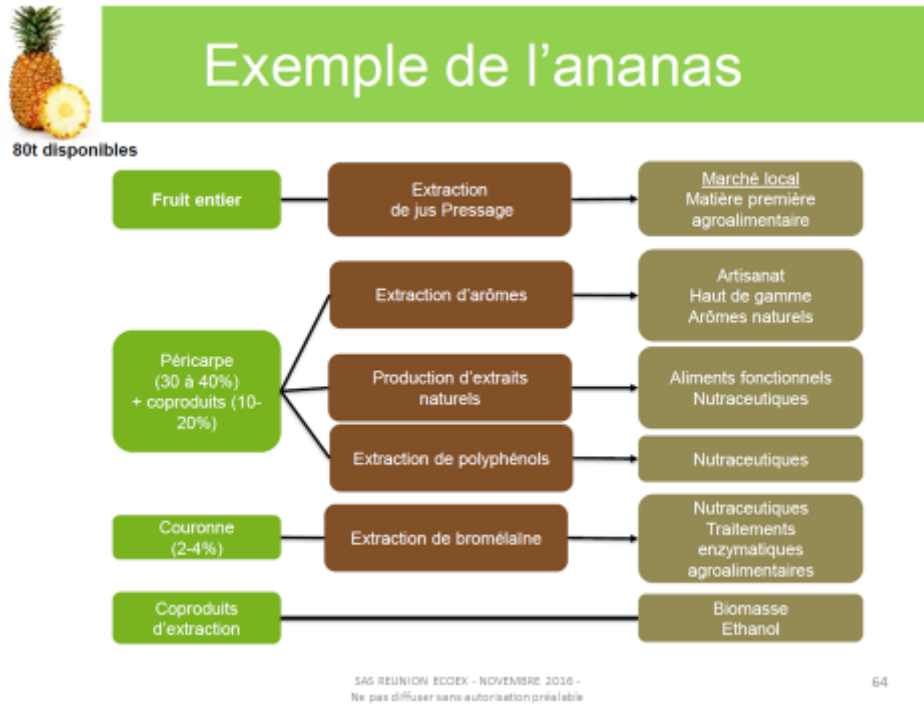 Exemple de l'ananas
80t disponibles
Fruit entier
Extraction
de jus Pressage
Marché local
Matière première
agroalimentaire
Péricarpe
(30 à 40%)
+ coproduits (10-
20%)
Extraction d'arômes
Artisanat
Haut de gamme
Arômes naturels
Production d'extraits
naturels
Aliments fonctionnels
Nutraceutiques
Extraction de polyphénols
Nutraceutiques
Couronne
(2-4%)
Extraction de bromélaïne
Nutraceutiques
Traitements
enzymatiques
agroalimentaires
Coproduits
d'extraction
Biomasse
Ethanol
SAS REUNION ECOEX - NOVEMBRE 2016 -
Ne pas diffuser sans autorisation préalable
64